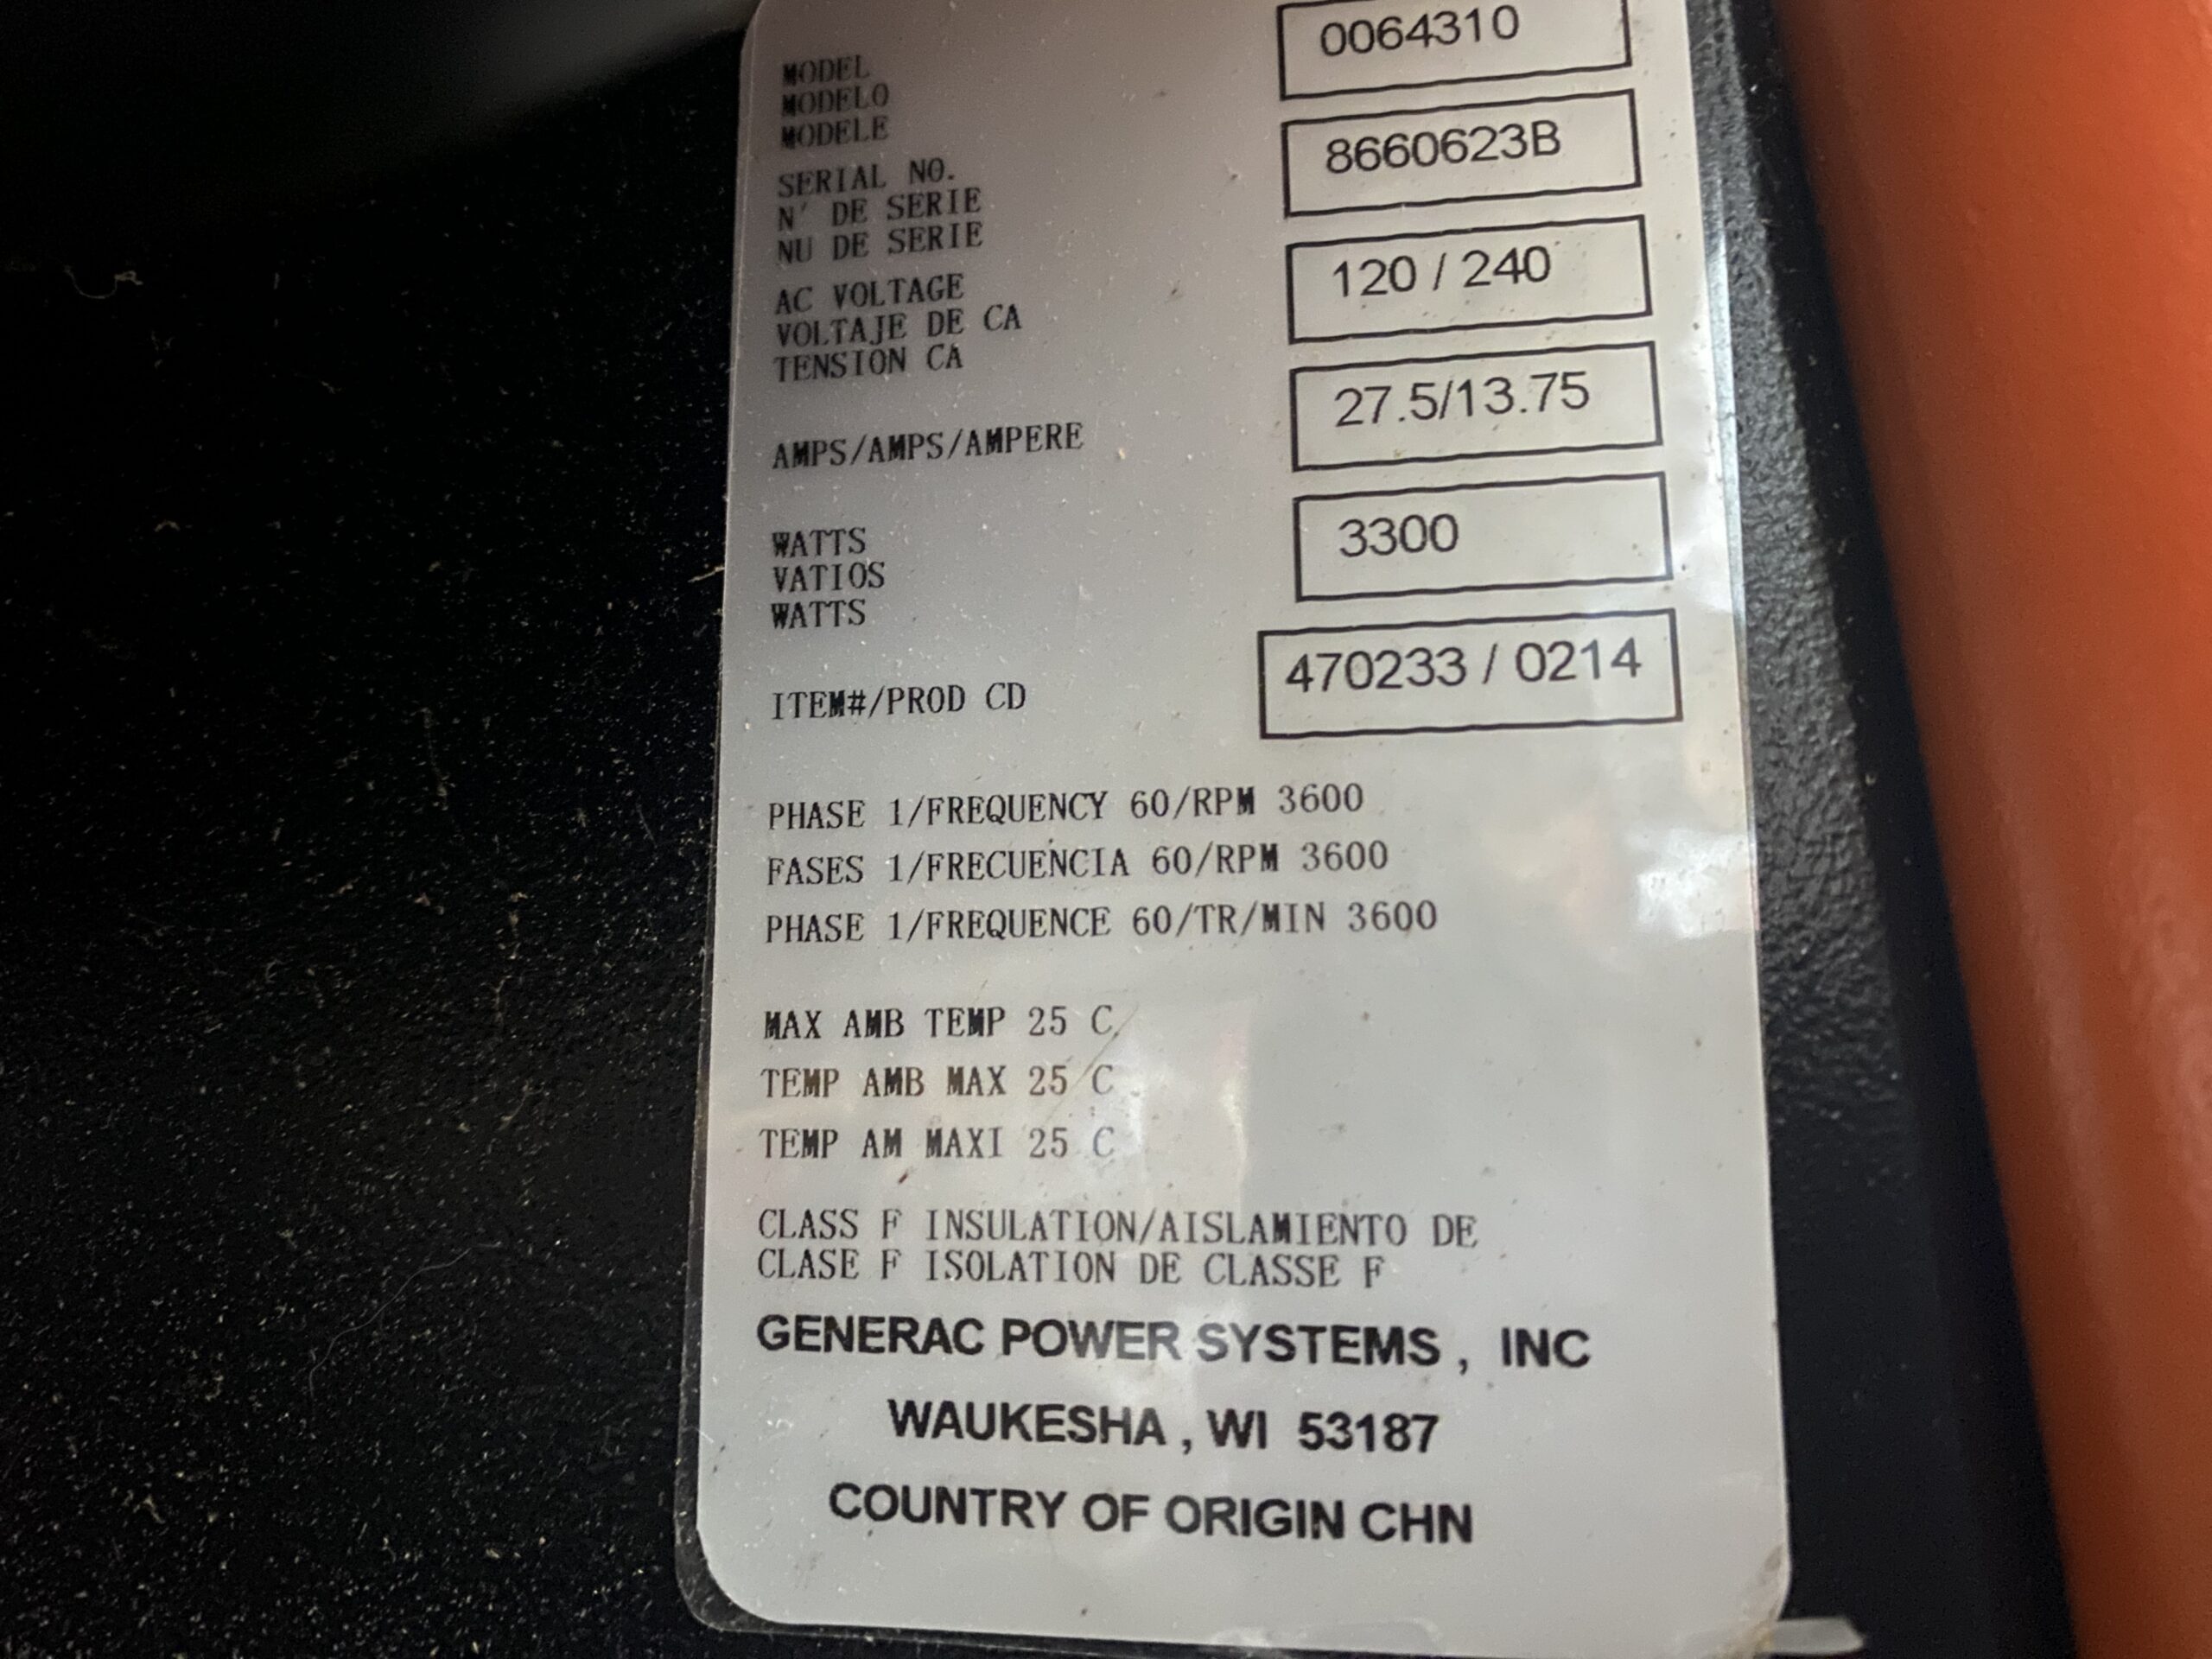 MODEL
MODELO
MODELE
0064310
SERIAL NO.
N' DE SERIE
NU DE SERIE
8660623B
AC VOLTAGE
VOLTAJE DE CA
TENSION CA
120 / 240
AMPS/AMPS/AMPERE
27.5/13.75
WATTS
VATIOS
WATTS
3300
ITEM#/PROD CD
470233 / 0214
PHASE 1/FREQUENCY 60/RPM 3600
FASES 1/FRECUENCIA 60/RPM 3600
PHASE 1/FREQUENCE 60/TR/MIN 3600
MAX AMB TEMP 25 C
TEMP AMB MAX 25 C
TEMP AM MAXI 25 C
CLASS F INSULATION/AISLAMIENTO DE
CLASE F ISOLATION DE CLASSE F
GENERAC POWER SYSTEMS , INC
WAUKESHA , WI 53187
COUNTRY OF ORIGIN CHN